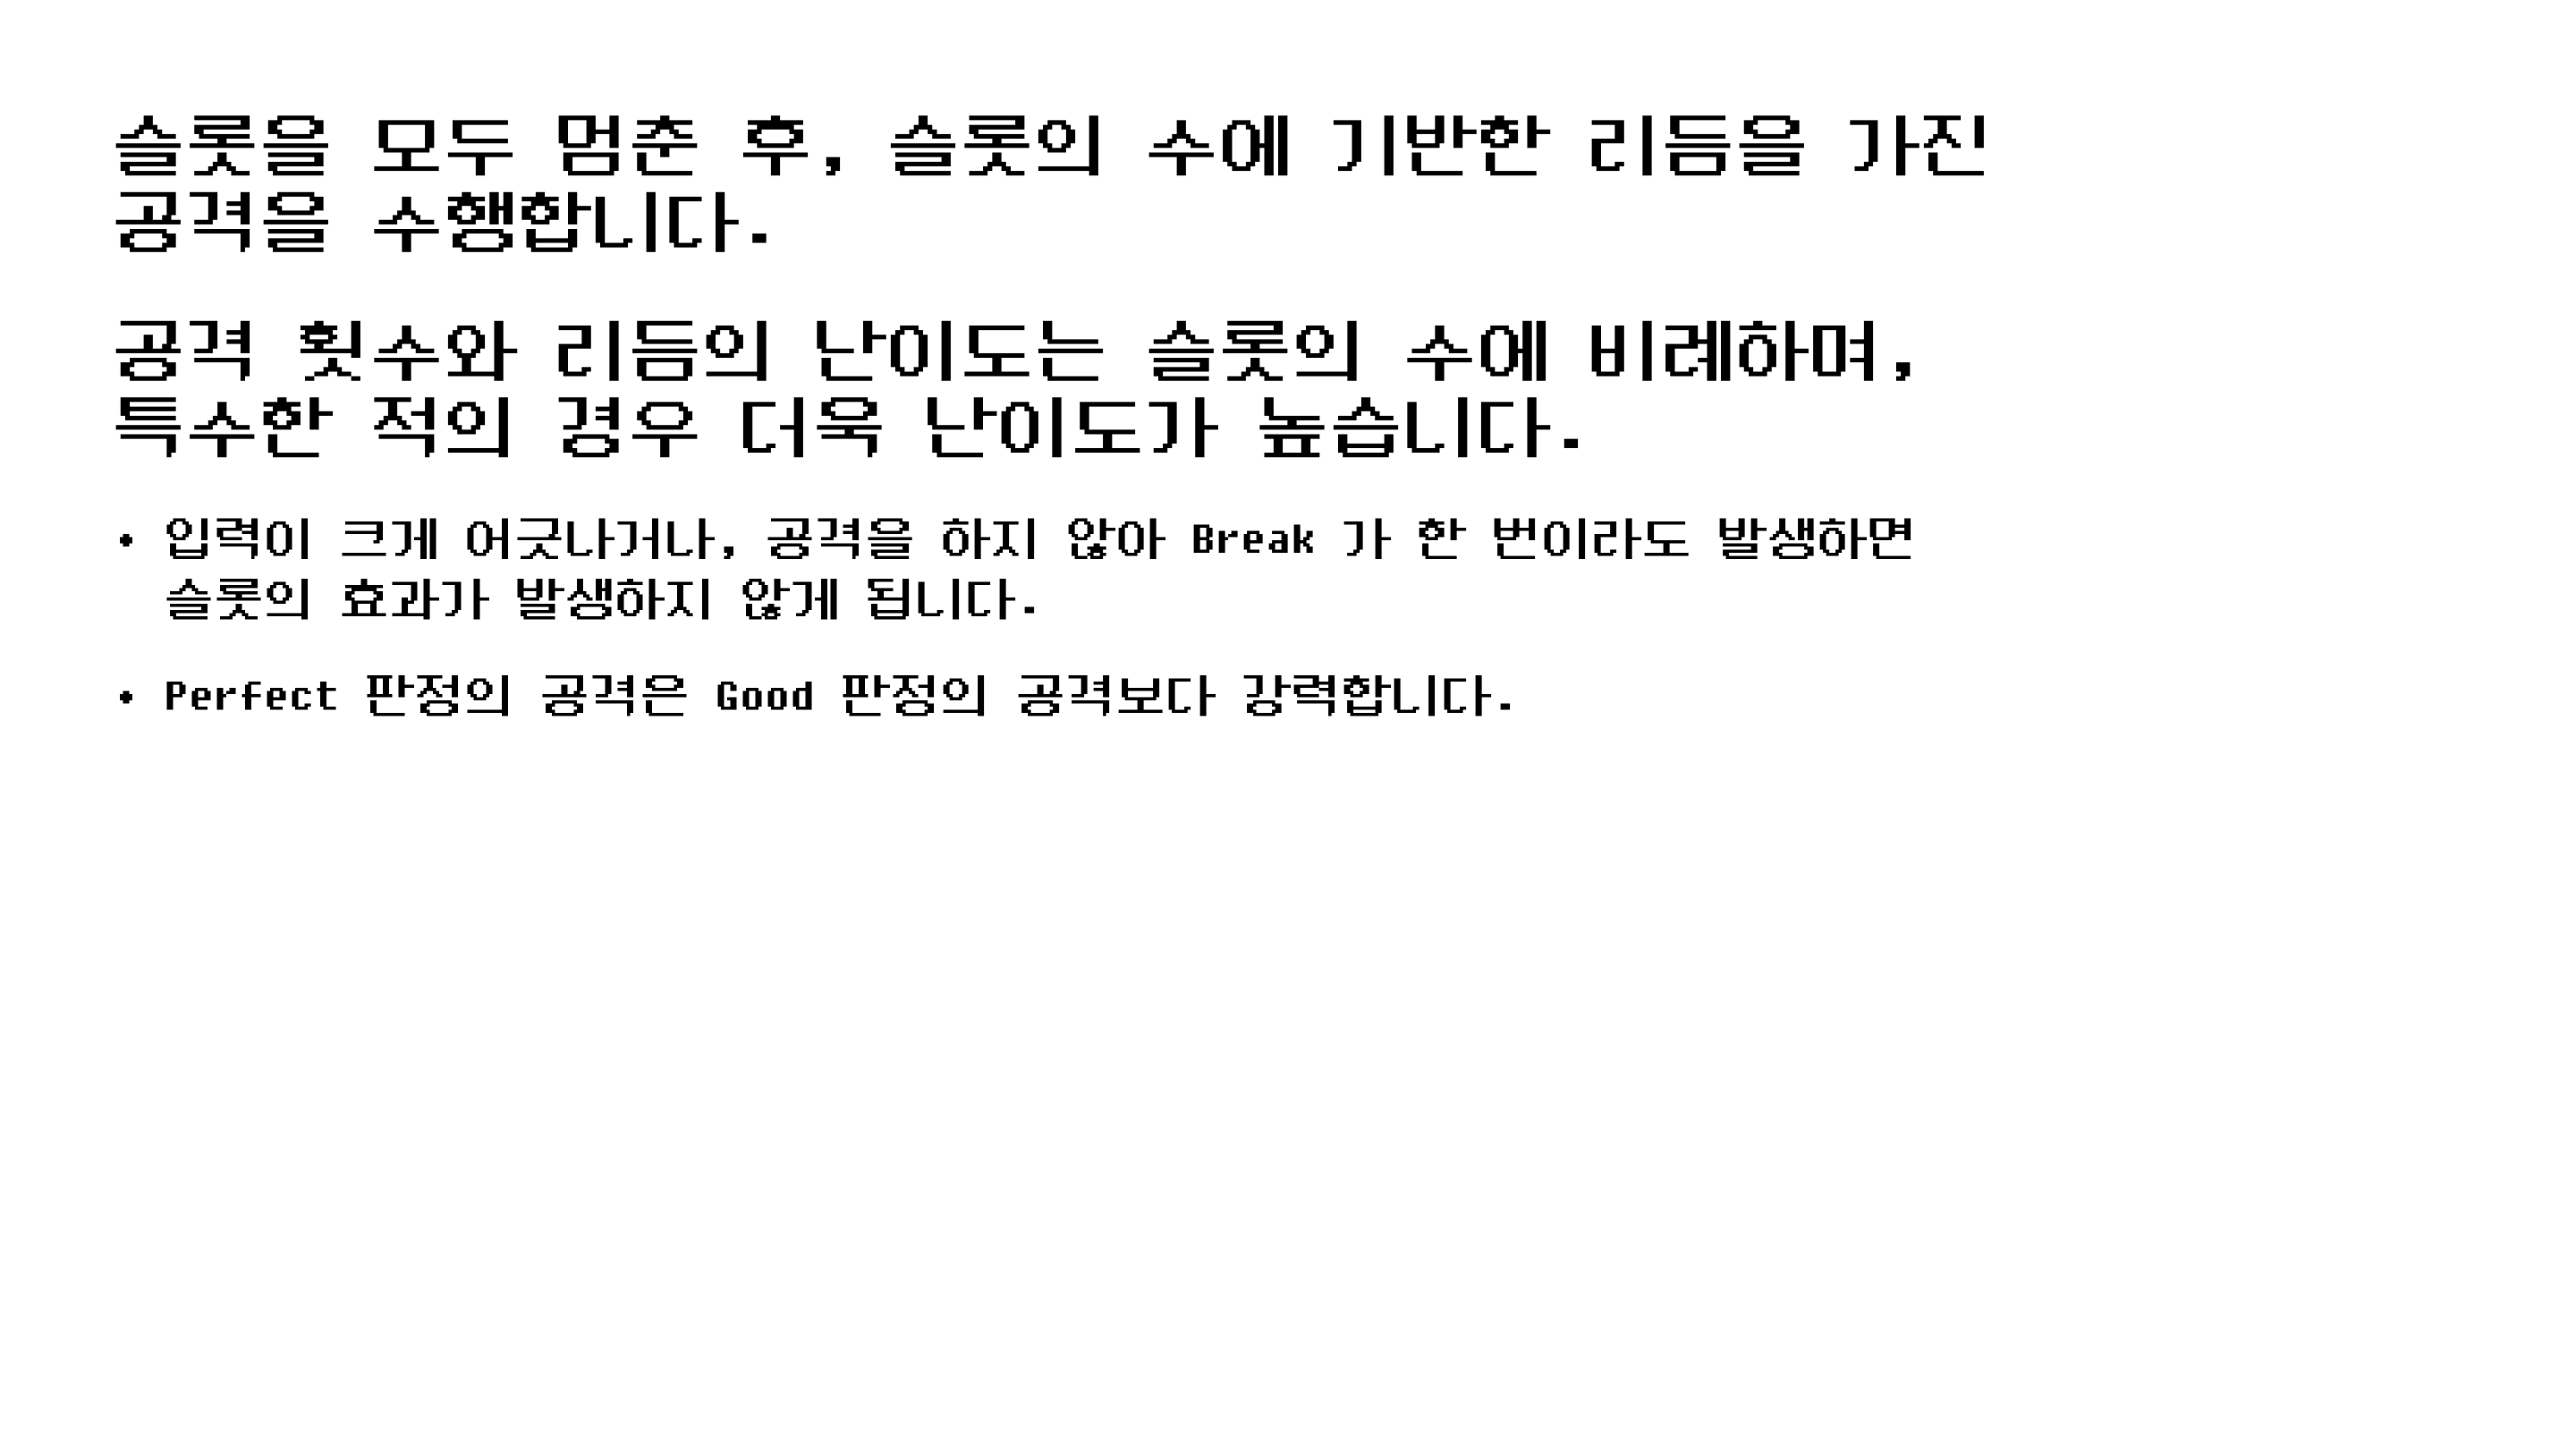 슬롯을 모두 멈춘 후, 슬롯의 수에 기반한 리듬을 가진
공격을 수행합니다.
공격 횟수와 리듬의 난이도는 슬롯의 수에 비례하며,
특수한 적의 경우 더욱 난이도가 높습니다.
• 입력이 크게 어긋나거나, 공격을 하지 않아 Break 가 한 번이라도 발생하면
슬롯의 효과가 발생하지 않게 됩니다.
• Perfect 판정의 공격은 Good 판정의 공격보다 강력합니다.